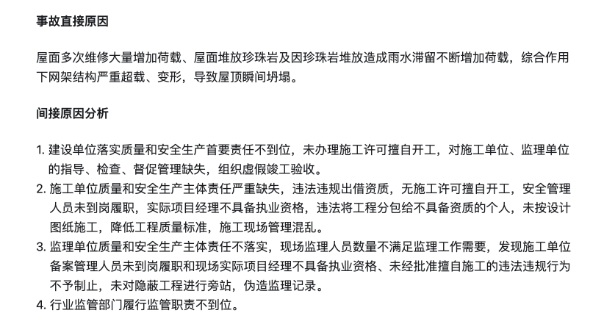 事故直接原因
屋面多次维修大量增加荷载、屋面堆放珍珠岩及因珍珠岩堆放造成雨水滞留不断增加荷载，综合作用
下网架结构严重超载、变形，导致屋顶瞬间坍塌。
间接原因分析
1. 建设单位落实质量和安全生产首要责任不到位，未办理施工许可擅自开工，对施工单位、监理单位
的指导、检查、督促管理缺失，组织虚假竣工验收。
2. 施工单位质量和安全生产主体责任严重缺失，违法违规出借资质，无施工许可擅自开工，安全管理
人员未到岗履职，实际项目经理不具备执业资格，违法将工程分包给不具备资质的个人，未按设计
图纸施工，降低工程质量标准，施工现场管理混乱。
3. 监理单位质量和安全生产主体责任不落实，现场监理人员数量不满足监理工作需要，发现施工单位
备案管理人员未到岗履职和现场实际项目经理不具备执业资格、未经批准擅自施工的违法违规行为
不予制止，未对隐蔽工程进行旁站，伪造监理记录。
4. 行业监管部门履行监管职责不到位。